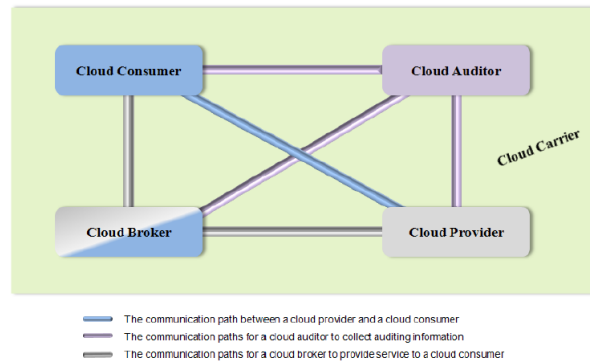 Cloud Consumer
Cloud Auditor
Cloud Carrier
Cloud Broker
Cloud Provider
The communication path between a cloud provider and a cloud consumer
The communication paths for a cloud auditor to collect auditing information
The communication paths for a cloud broker to provide service to a cloud consumer